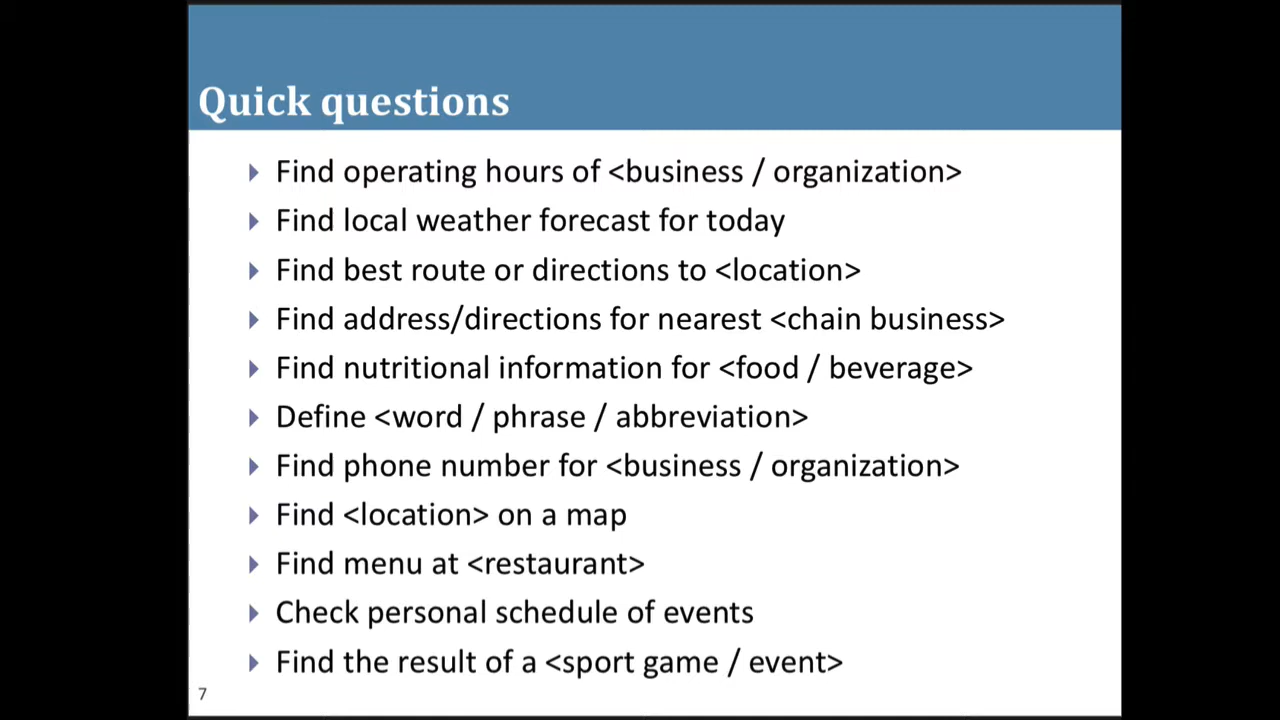 Quick questions
Find operating hours of <business / organization>
Find local weather forecast for today
Find best route or directions to <location>
Find address/directions for nearest <chain business>
Find nutritional information for <food / beverage>
Define <word / phrase / abbreviation>
Find phone number for <business / organization>
Find <location> on a map
Find menu at <restaurant>
Check personal schedule of events
Find the result of a <sport game / event>
7